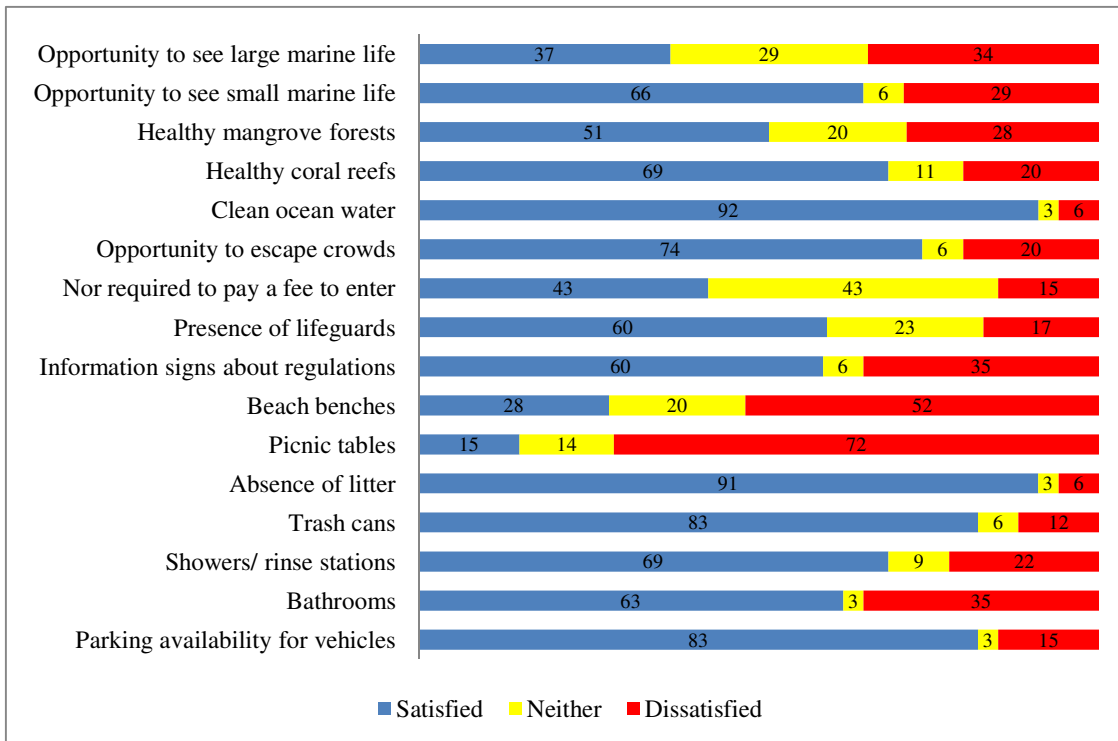 Opportunity to see large marine life 37 29 34
Opportunity to see small marine life 66 6 29
Healthy mangrove forests 51 20 28
Healthy coral reefs 69 11 20
Clean ocean water 92 3 6
Opportunity to escape crowds 74 6 20
Nor required to pay a fee to enter 43 43 15
Presence of lifeguards 60 23 17
Information signs about regulations 60 6 35
Beach benches 28 20 52
Picnic tables 15 14 72
Absence of litter 91 3 6
Trash cans 83 6 12
Showers/ rinse stations 69 9 22
Bathrooms 63 3 35
Parking availability for vehicles 83 3 15
Satisfied Neither Dissatisfied